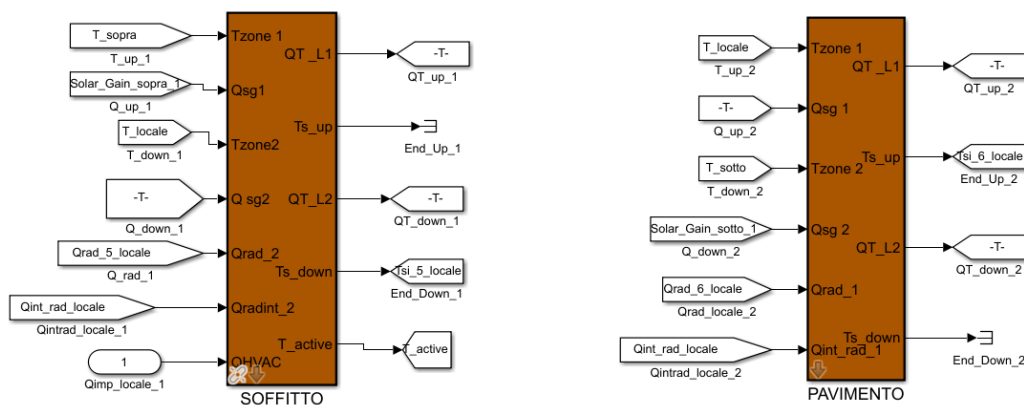 T_sopra
T_up_1
Solar_Gain_sopra_1
Q_up_1
T_locale
T_down_1
-T-
Q_down_1
Qrad_5_locale
Q_rad_1
Qint_rad_locale
Qintrad_locale_1
1
Qimp_locale_1
Tzone 1
Qsg1
Tzone2
Q sg2
Qrad_2
Qradint_2
QHVAC
QT _L1
Ts_up
QT_L2
Ts_down
T_active
SOFFITTO
-T-
QT_up_1
End_Up_1
-T-
QT_down_1
Tsi_5_locale
End_Down_1
T_active
T_locale
T_up_2
-T-
Q_up_2
T_sotto
T_down_2
Solar_Gain_sotto_1
Q_down_2
Qrad_6_locale
Qrad_locale_2
Qint_rad_locale
Qintrad_locale_2
Tzone 1
Qsg 1
Tzone 2
Qsg 2
Qrad_1
Qint_rad_1
QT _L1
Ts_up
QT_L2
Ts_down
PAVIMENTO
-T-
QT_up_2
Tsi_6_locale
End_Up_2
-T-
QT_down_2
End_Down_2